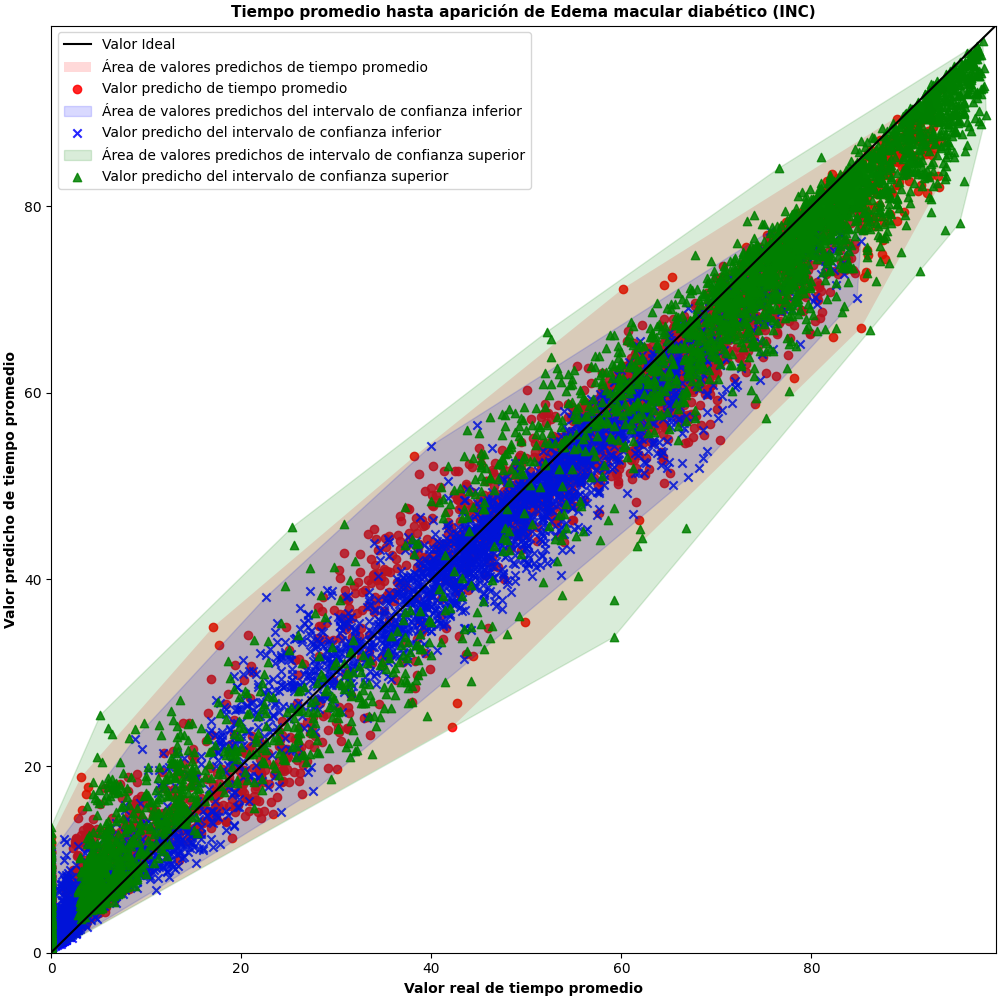 Tiempo promedio hasta aparición de Edema macular diabético (INC)
Valor Ideal
Área de valores predichos de tiempo promedio
Valor predicho de tiempo promedio
Área de valores predichos del intervalo de confianza inferior
Valor predicho del intervalo de confianza inferior
Área de valores predichos de intervalo de confianza superior
Valor predicho del intervalo de confianza superior
Valor predicho de tiempo promedio
80
60
40
20
0
0 20 40 60 80
Valor real de tiempo promedio